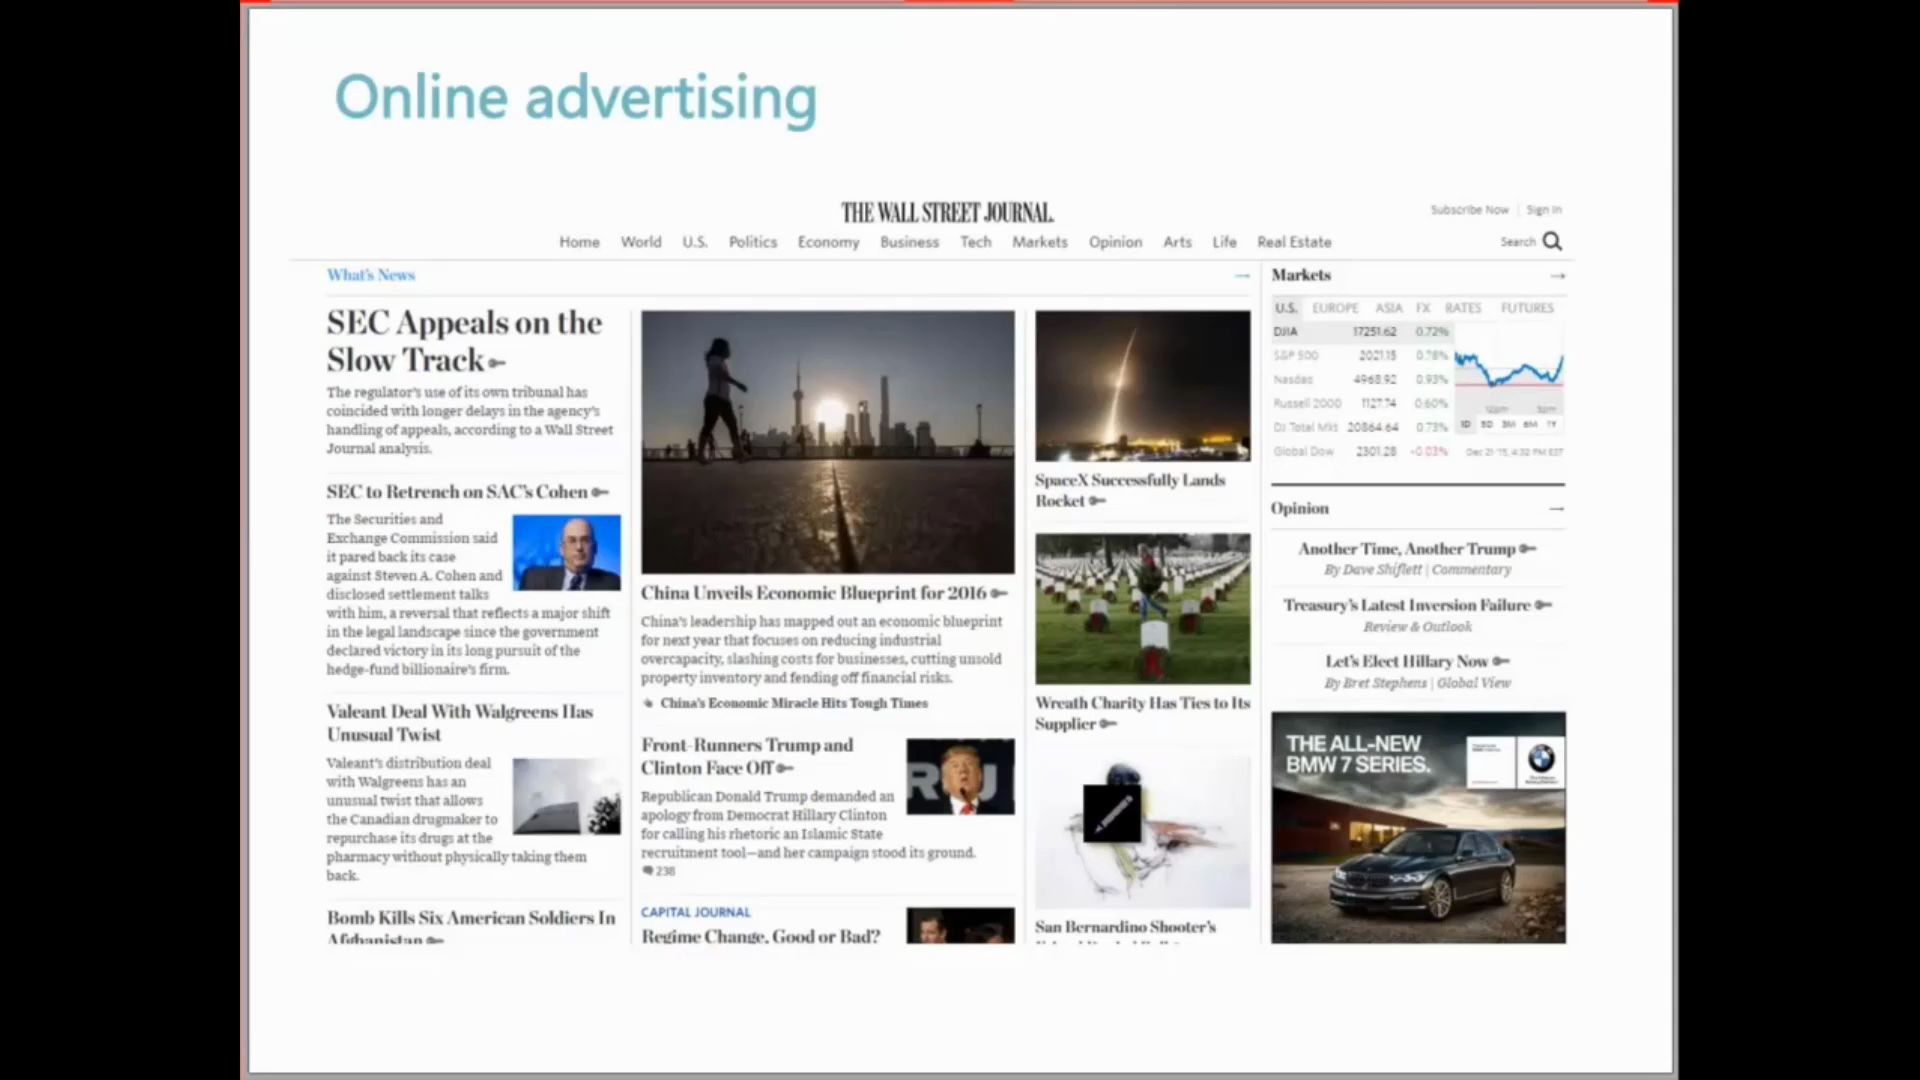 Online advertising
THE WALL STREET JOURNAL.
Subscribe Now | Sign In
Home World U.S. Politics Economy Business Tech Markets Opinion Arts Life Real Estate
Search
What's News
SEC Appeals on the
Slow Track
The regulator's use of its own tribunal has
coincided with longer delays in the agency's
handling of appeals, according to a Wall Street
Journal analysis.
SEC to Retrench on SAC's Cohen
The Securities and
Exchange Commission said
it pared back its case
against Steven A. Cohen and
disclosed settlement talks
with him, a reversal that reflects a major shift
in the legal landscape since the government
declared victory in its long pursuit of the
hedge-fund billionaire's firm.
Valeant Deal With Walgreens Has
Unusual Twist
Valeant's distribution deal
with Walgreens has an
unusual twist that allows
the Canadian drugmaker to
repurchase its drugs at the
pharmacy without physically taking them
back.
Bomb Kills Six American Soldiers In
Afghanistan
China Unveils Economic Blueprint for 2016
China's leadership has mapped out an economic blueprint
for next year that focuses on reducing industrial
overcapacity, slashing costs for businesses, cutting unsold
property inventory and fending off financial risks.
China's Economic Miracle Hits Tough Times
Front-Runners Trump and
Clinton Face Off
Republican Donald Trump demanded an
apology from Democrat Hillary Clinton
for calling his rhetoric an Islamic State
recruitment tool—and her campaign stood its ground.
238
CAPITAL JOURNAL
Regime Change, Good or Bad?
SpaceX Successfully Lands
Rocket
Wreath Charity Has Ties to Its
Supplier
San Bernardino Shooter's
Markets
U.S. EUROPE ASIA FX RATES FUTURES
DJIA 17251.62 0.72%
S&P 500 2021.15 0.78%
Nasdaq 4968.92 0.93%
Russell 2000 1127.74 0.60%
DJ Total Mkt 20864.64 0.73%
Global Dow 2301.28 -0.03%
12pm 3pm
1D 5D 3M 6M 1Y
Dec 21 '15, 4:32 PM EST
Opinion
Another Time, Another Trump
By Dave Shiflett | Commentary
Treasury's Latest Inversion Failure
Review & Outlook
Let's Elect Hillary Now
By Bret Stephens | Global View
THE ALL-NEW
BMW 7 SERIES.